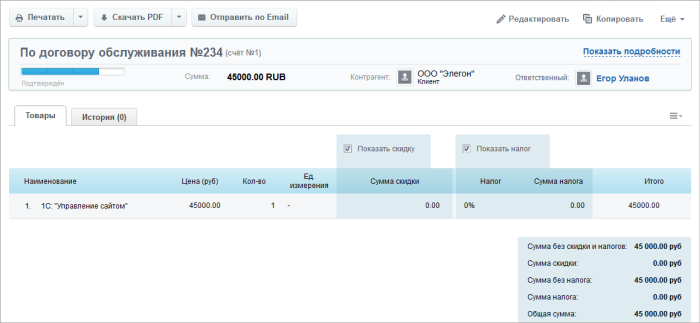 Печатать Скачать PDF Отправить по Email Редактировать Копировать Ещё
По договору обслуживания №234 (счёт №1) Показать подробности
Сумма: 45000.00 RUB Контрагент: ООО "Элегон" Ответственный: Егор Уланов
Клиент
Подтверждён
Товары История (0)
Показать скидку Показать налог
Наименование Цена (руб) Кол-во Ед. измерения Сумма скидки Налог Сумма налога Итого
1. 1С: "Управление сайтом" 45000.00 1 - 0.00 0% 0.00 45000.00
Сумма без скидки и налогов: 45 000.00 руб
Сумма скидки: 0.00 руб
Сумма без налога: 45 000.00 руб
Сумма налога: 0.00 руб
Общая сумма: 45 000.00 руб